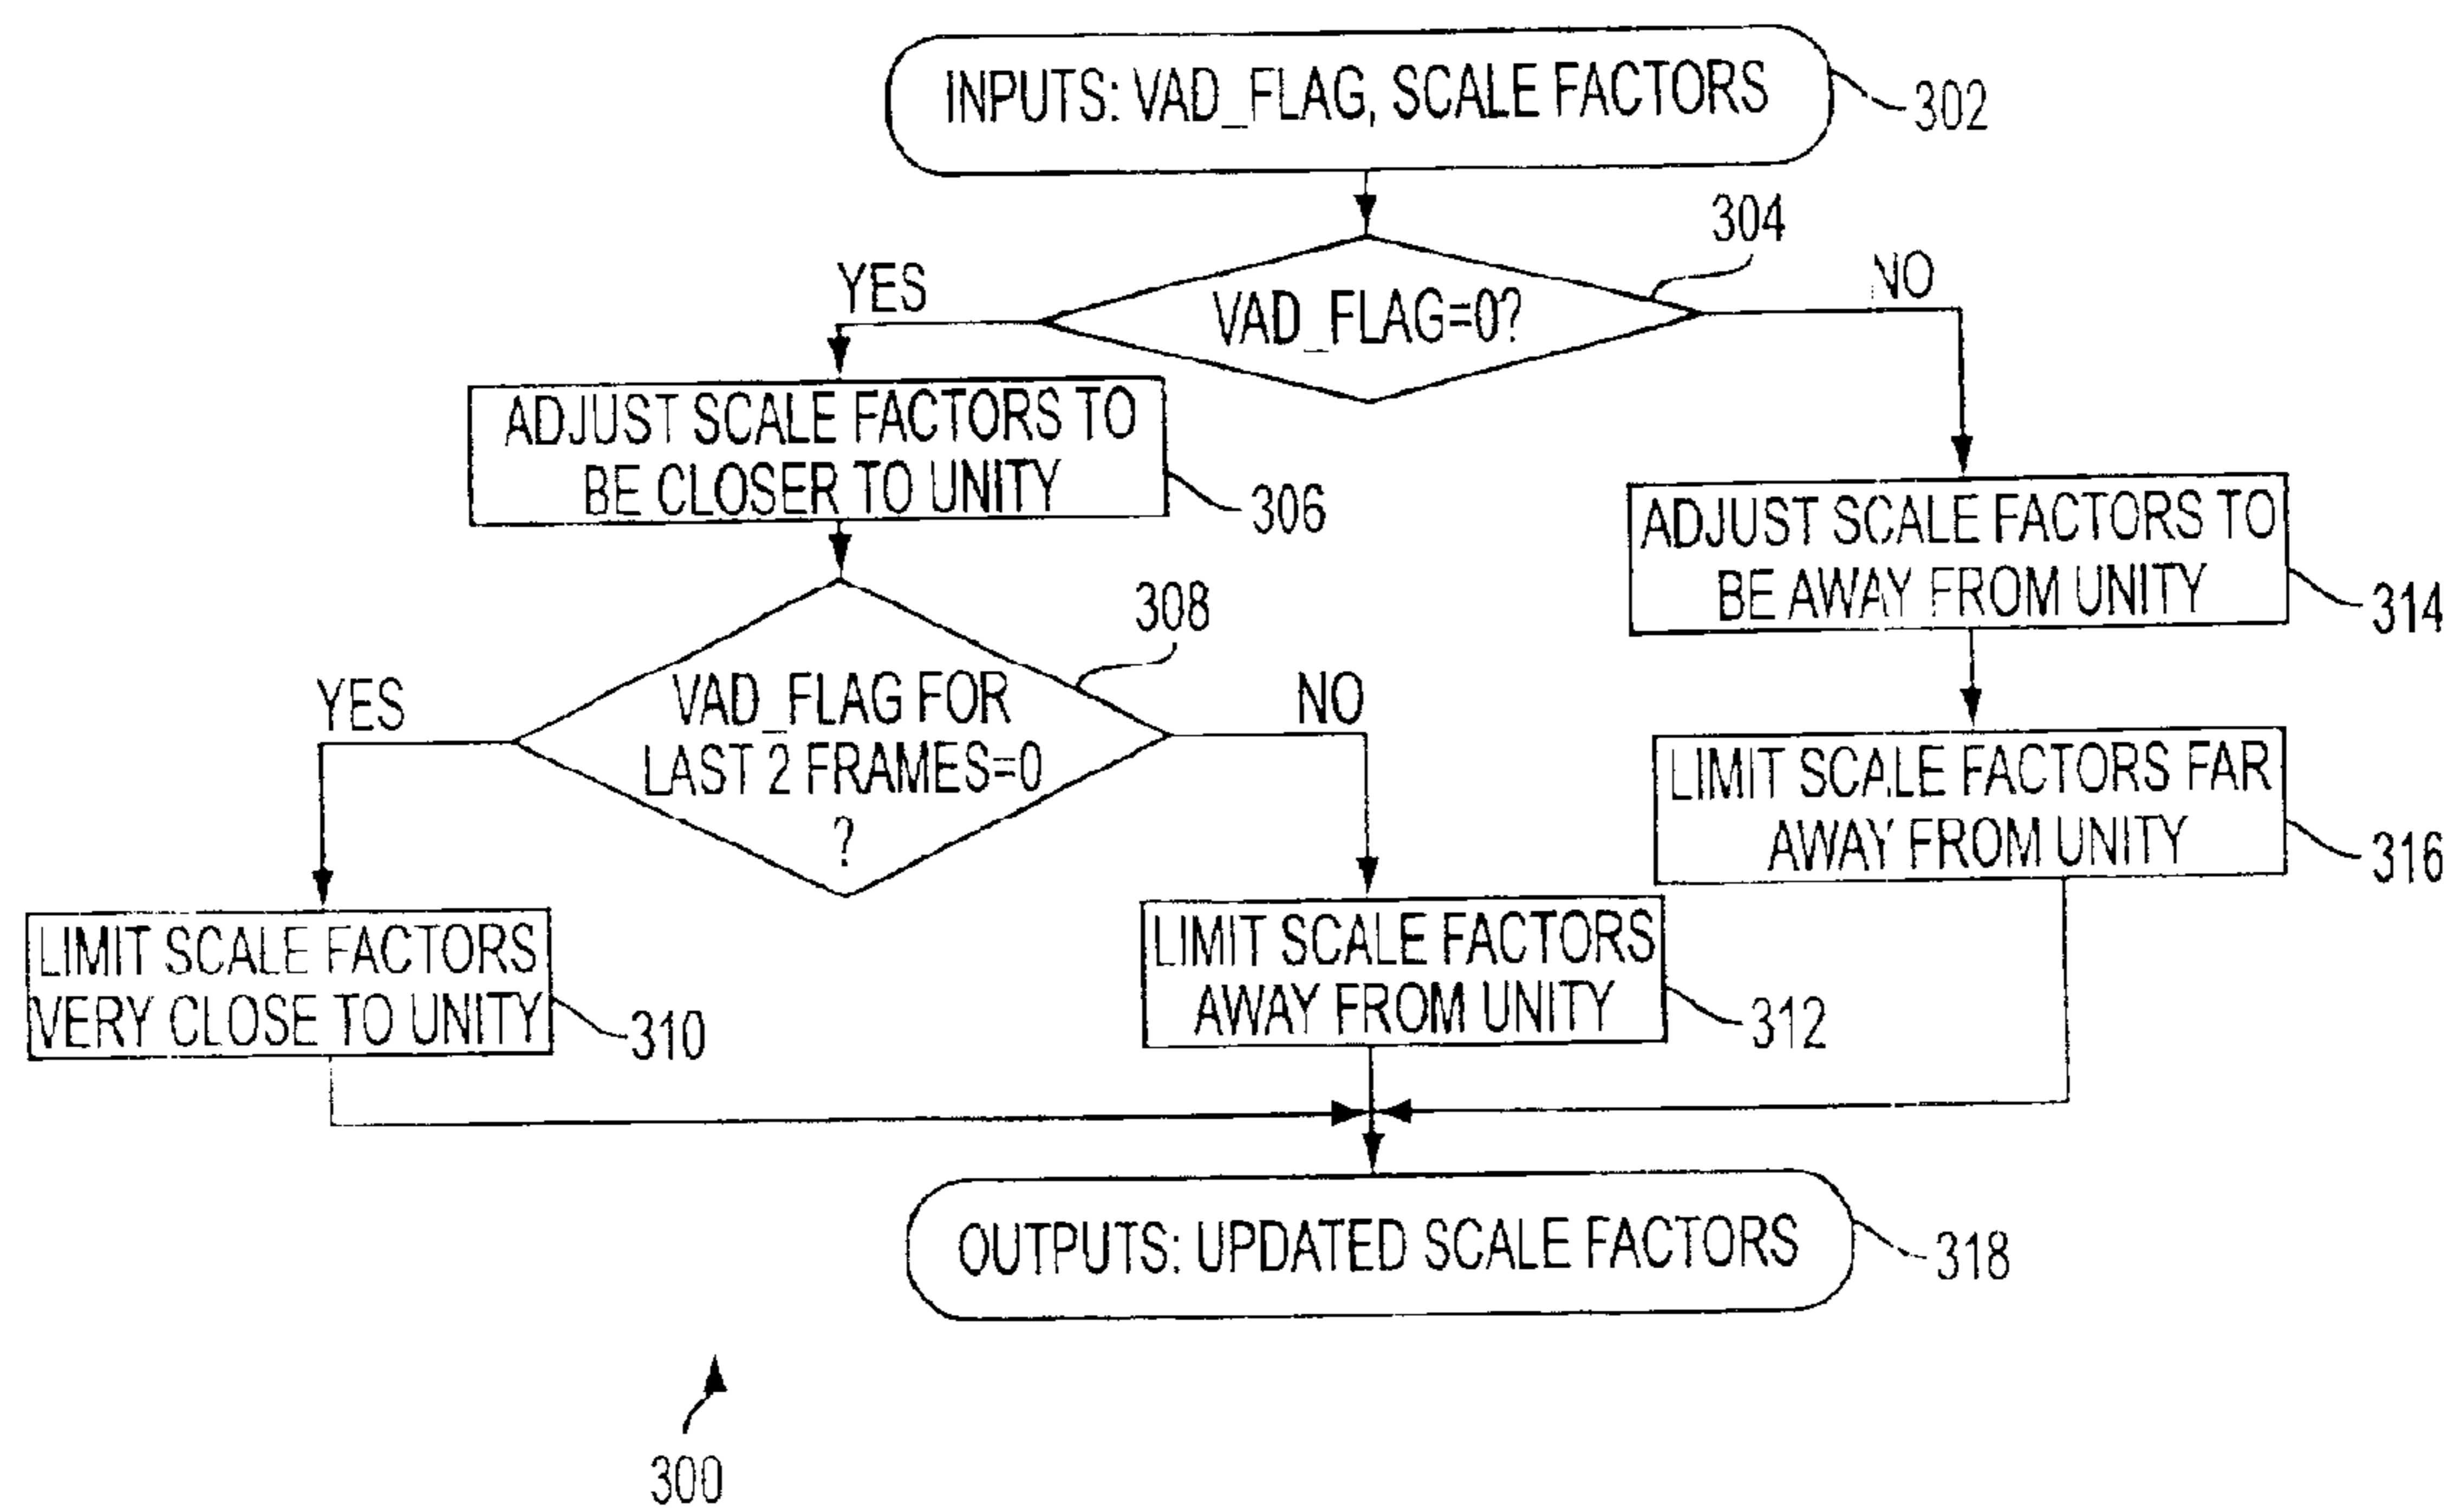 INPUTS: VAD_FLAG, SCALE FACTORS
302
304
YES
NO
VAD_FLAG=0?
ADJUST SCALE FACTORS TO
BE CLOSER TO UNITY
306
ADJUST SCALE FACTORS TO
BE AWAY FROM UNITY
314
308
YES
NO
VAD_FLAG FOR
LAST 2 FRAMES=0
?
LIMIT SCALE FACTORS FAR
AWAY FROM UNITY
316
LIMIT SCALE FACTORS
VERY CLOSE TO UNITY
310
LIMIT SCALE FACTORS
AWAY FROM UNITY
312
OUTPUTS: UPDATED SCALE FACTORS
318
300